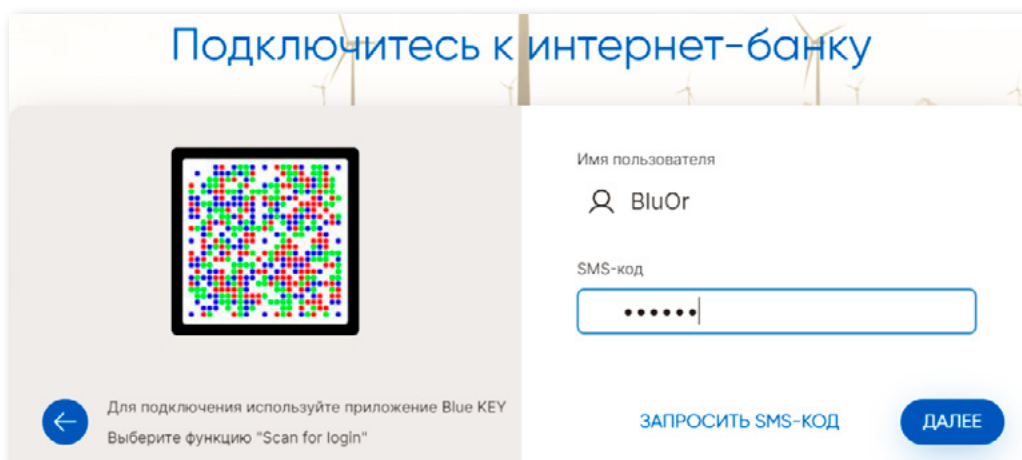 Подключитесь к интернет-банку
Имя пользователя
BluOr
SMS-код
••••••
Для подключения используйте приложение Blue KEY
Выберите функцию "Scan for login"
ЗАПРОСИТЬ SMS-КОД
ДАЛЕЕ